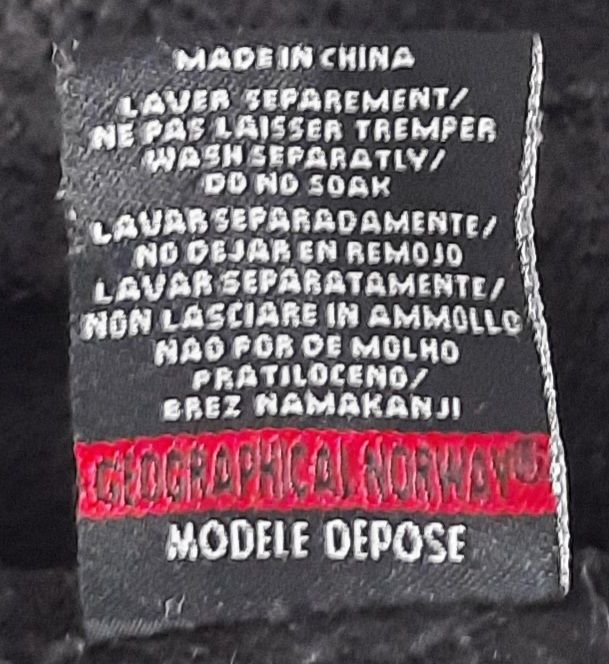 MADE IN CHINA
LAVER SEPAREMENT/
NE PAS LAISSER TREMPER
WASH SEPARATLY/
DO NO SOAK
LAVAR SEPARADAMENTE/
NO DEJAR EN REMOJO
LAVAR SEPARATAMENTE/
NON LASCIARE IN AMMOLLO
NAO FOR DE MOLHO
PRATILOCENO/
BREZ NAMAKANJI
GEOGRAPHICAL NORWAY®
MODELE DEPOSE